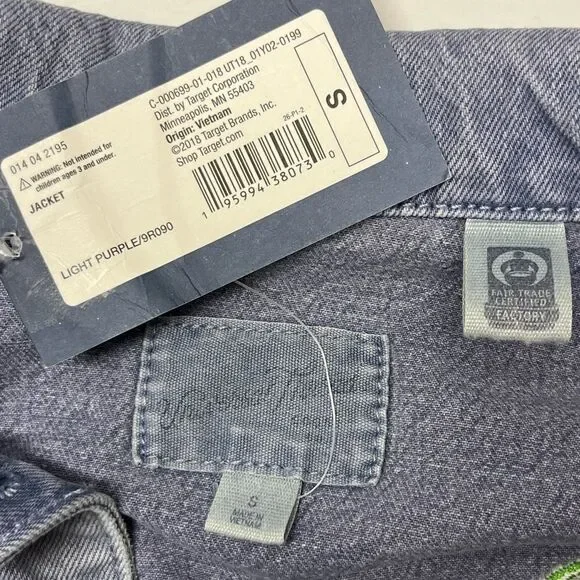 C-000699-01-018 UT18_01Y02-0199
Dist. by Target Corporation
Minneapolis, MN 55403
Origin: Vietnam
©2018 Target Brands, Inc.
Shop Target.com
26-P1-2
S
014 04 2195
WARNING: Not intended for
children ages 3 and under.
JACKET
LIGHT PURPLE/9R090
1 95994 38073 0
FAIR TRADE
CERTIFIED
FACTORY
Universal Thread
S
MADE IN
VIETNAM